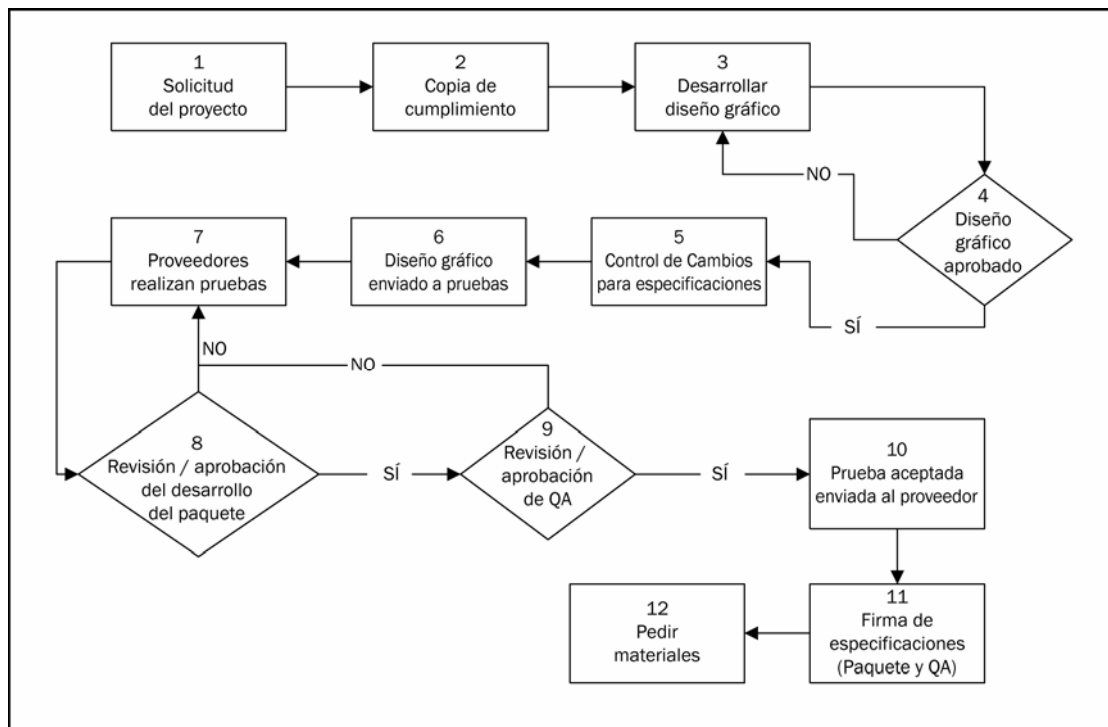 1
Solicitud
del proyecto
2
Copia de
cumplimiento
3
Desarrollar
diseño gráfico
NO
4
Diseño
gráfico
aprobado
SÍ
5
Control de Cambios
para especificaciones
6
Diseño gráfico
enviado a pruebas
7
Proveedores
realizan pruebas
NO
NO
8
Revisión / aprobación
del desarrollo
del paquete
SÍ
9
Revisión /
aprobación
de QA
SÍ
10
Prueba aceptada
enviada al proveedor
11
Firma de
especificaciones
(Paquete y QA)
12
Pedir
materiales